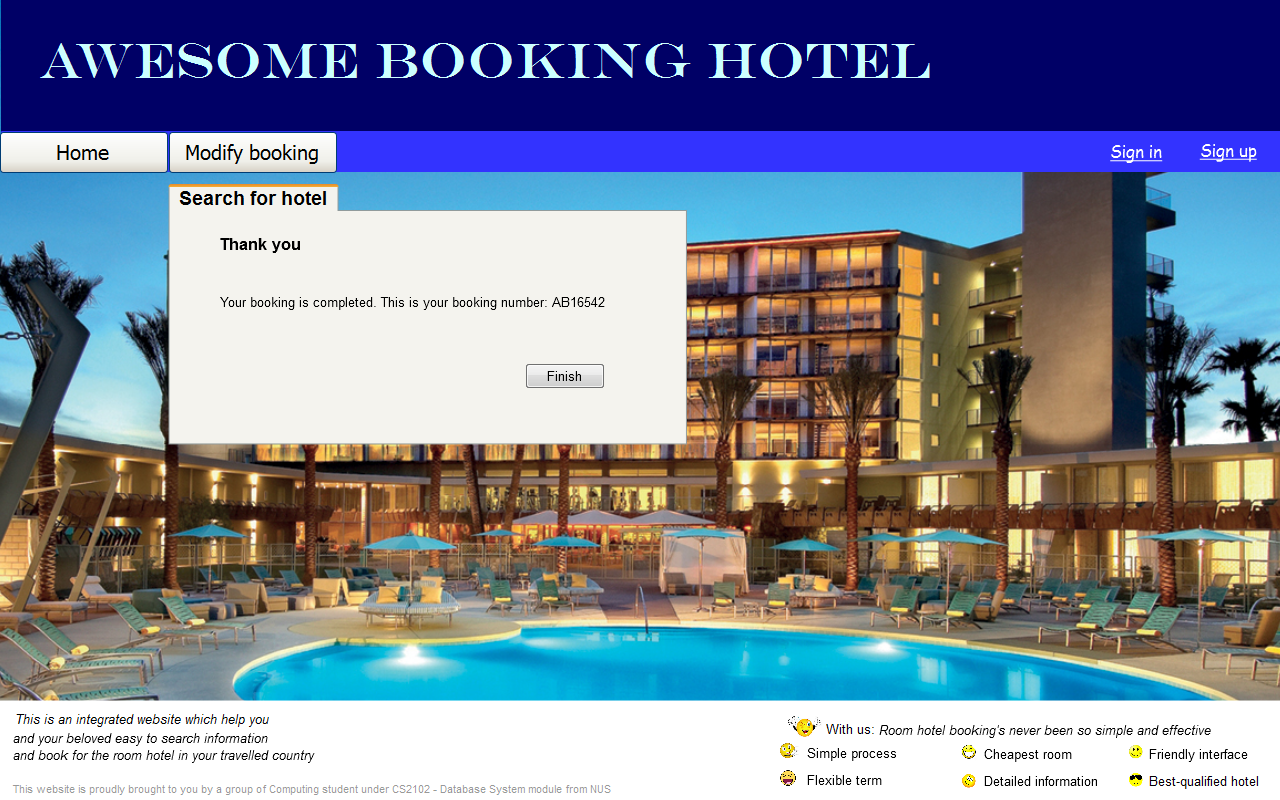 AWESOME BOOKING HOTEL
Home
Modify booking
Sign in
Sign up
Search for hotel
Thank you
Your booking is completed. This is your booking number: AB16542
Finish
This is an integrated website which help you
and your beloved easy to search information
and book for the room hotel in your travelled country
With us: Room hotel booking's never been so simple and effective
Simple process
Cheapest room
Friendly interface
Flexible term
Detailed information
Best-qualified hotel
This website is proudly brought to you by a group of Computing student under CS2102 - Database System module from NUS